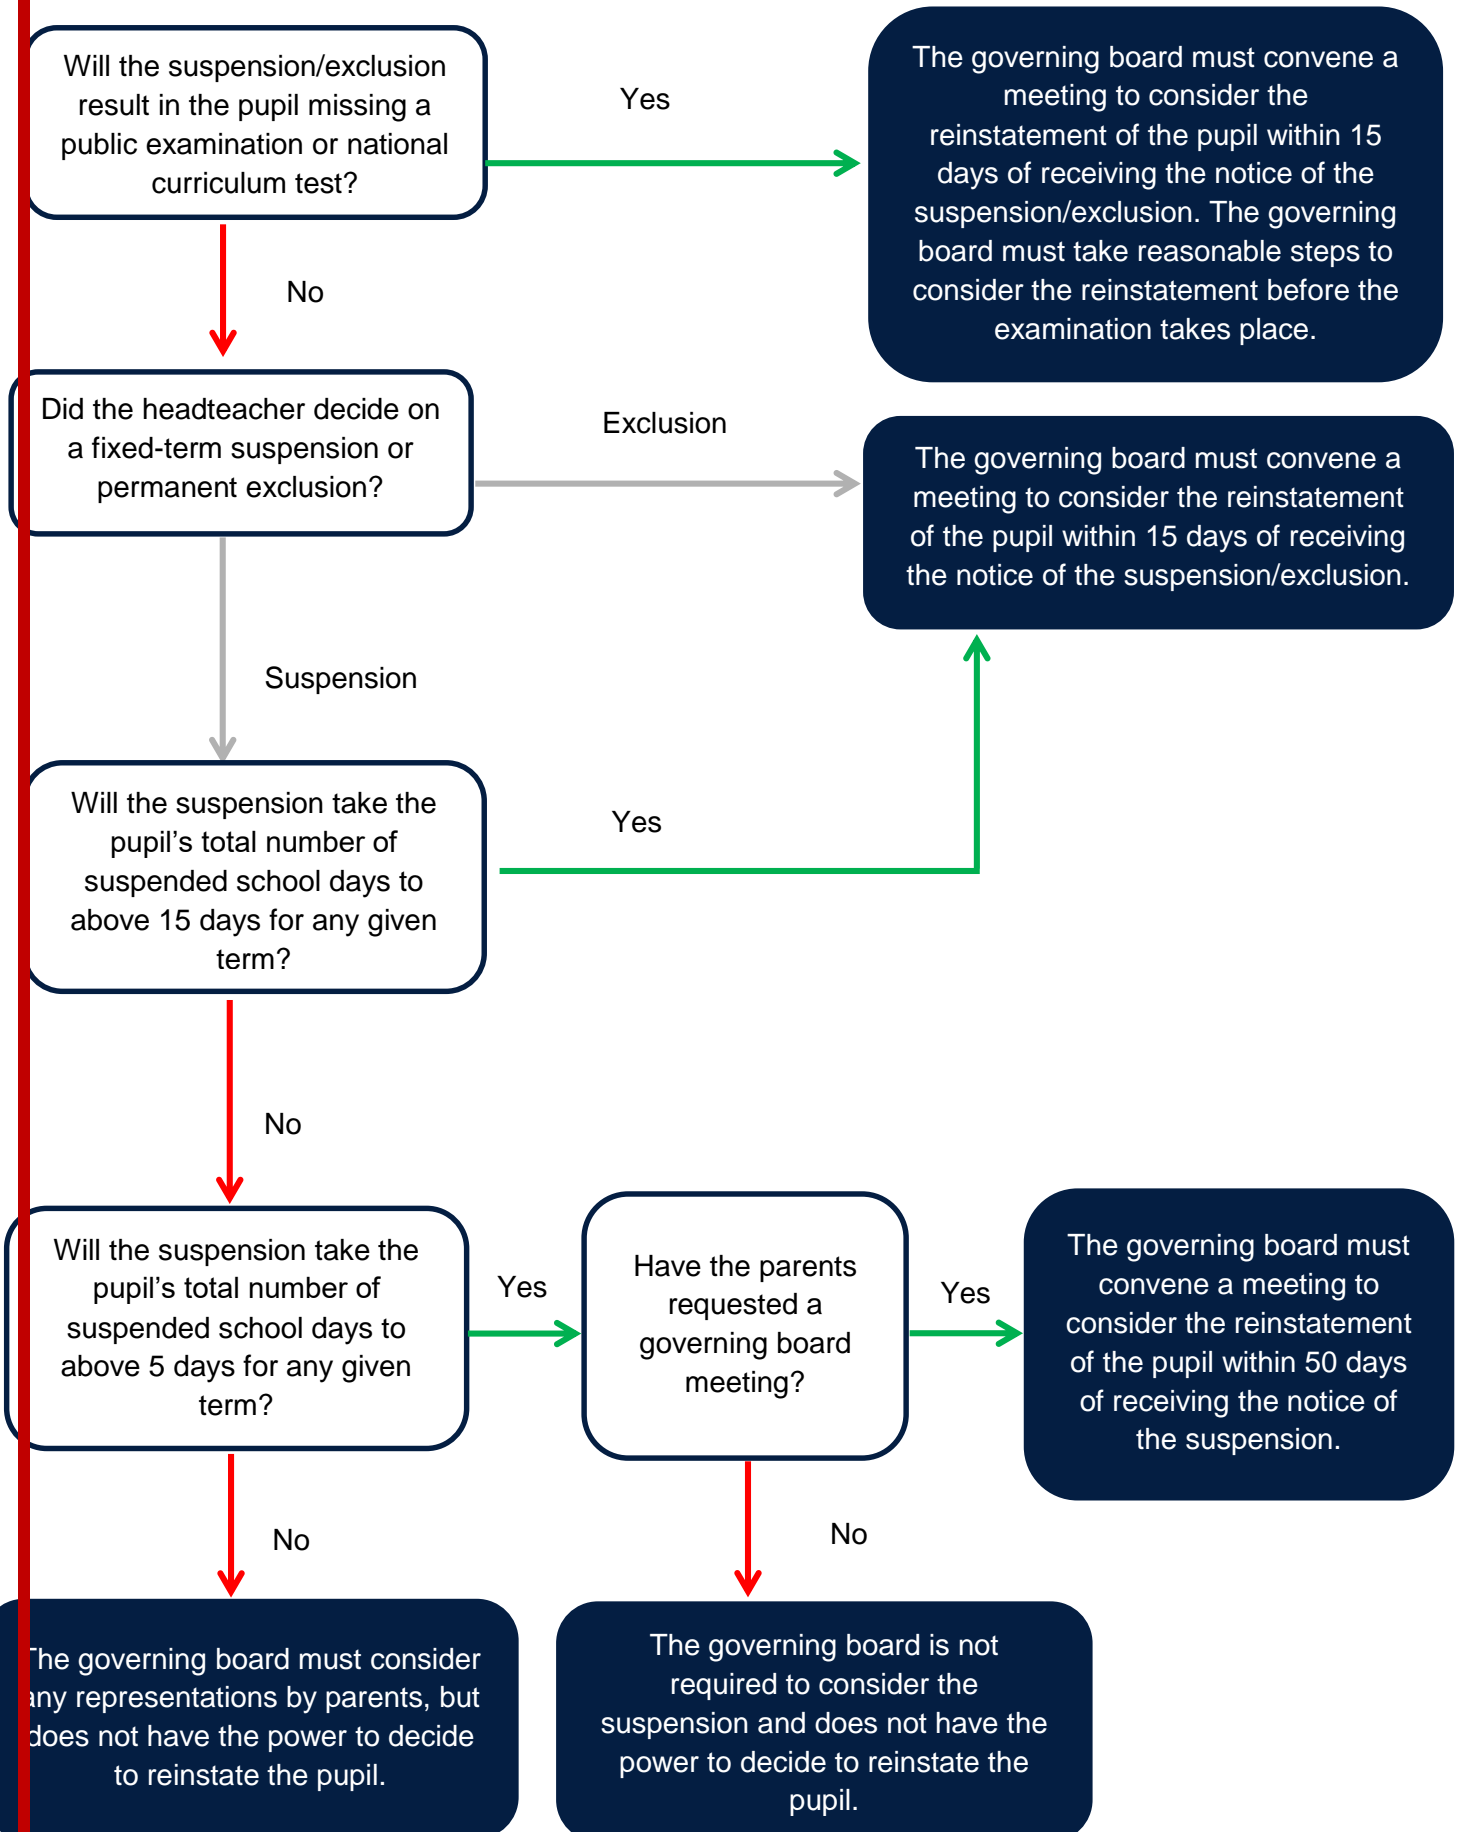 Will the suspension/exclusion
result in the pupil missing a
public examination or national
curriculum test?
Yes
The governing board must convene a
meeting to consider the
reinstatement of the pupil within 15
days of receiving the notice of the
suspension/exclusion. The governing
board must take reasonable steps to
consider the reinstatement before the
examination takes place.
No
Did the headteacher decide on
a fixed-term suspension or
permanent exclusion?
Exclusion
The governing board must convene a
meeting to consider the reinstatement
of the pupil within 15 days of receiving
the notice of the suspension/exclusion.
Suspension
Will the suspension take the
pupil’s total number of
suspended school days to
above 15 days for any given
term?
Yes
No
Will the suspension take the
pupil’s total number of
suspended school days to
above 5 days for any given
term?
Yes
Have the parents
requested a
governing board
meeting?
Yes
The governing board must
convene a meeting to
consider the reinstatement
of the pupil within 50 days
of receiving the notice of
the suspension.
No
No
The governing board must consider
any representations by parents, but
does not have the power to decide
to reinstate the pupil.
The governing board is not
required to consider the
suspension and does not have the
power to decide to reinstate the
pupil.